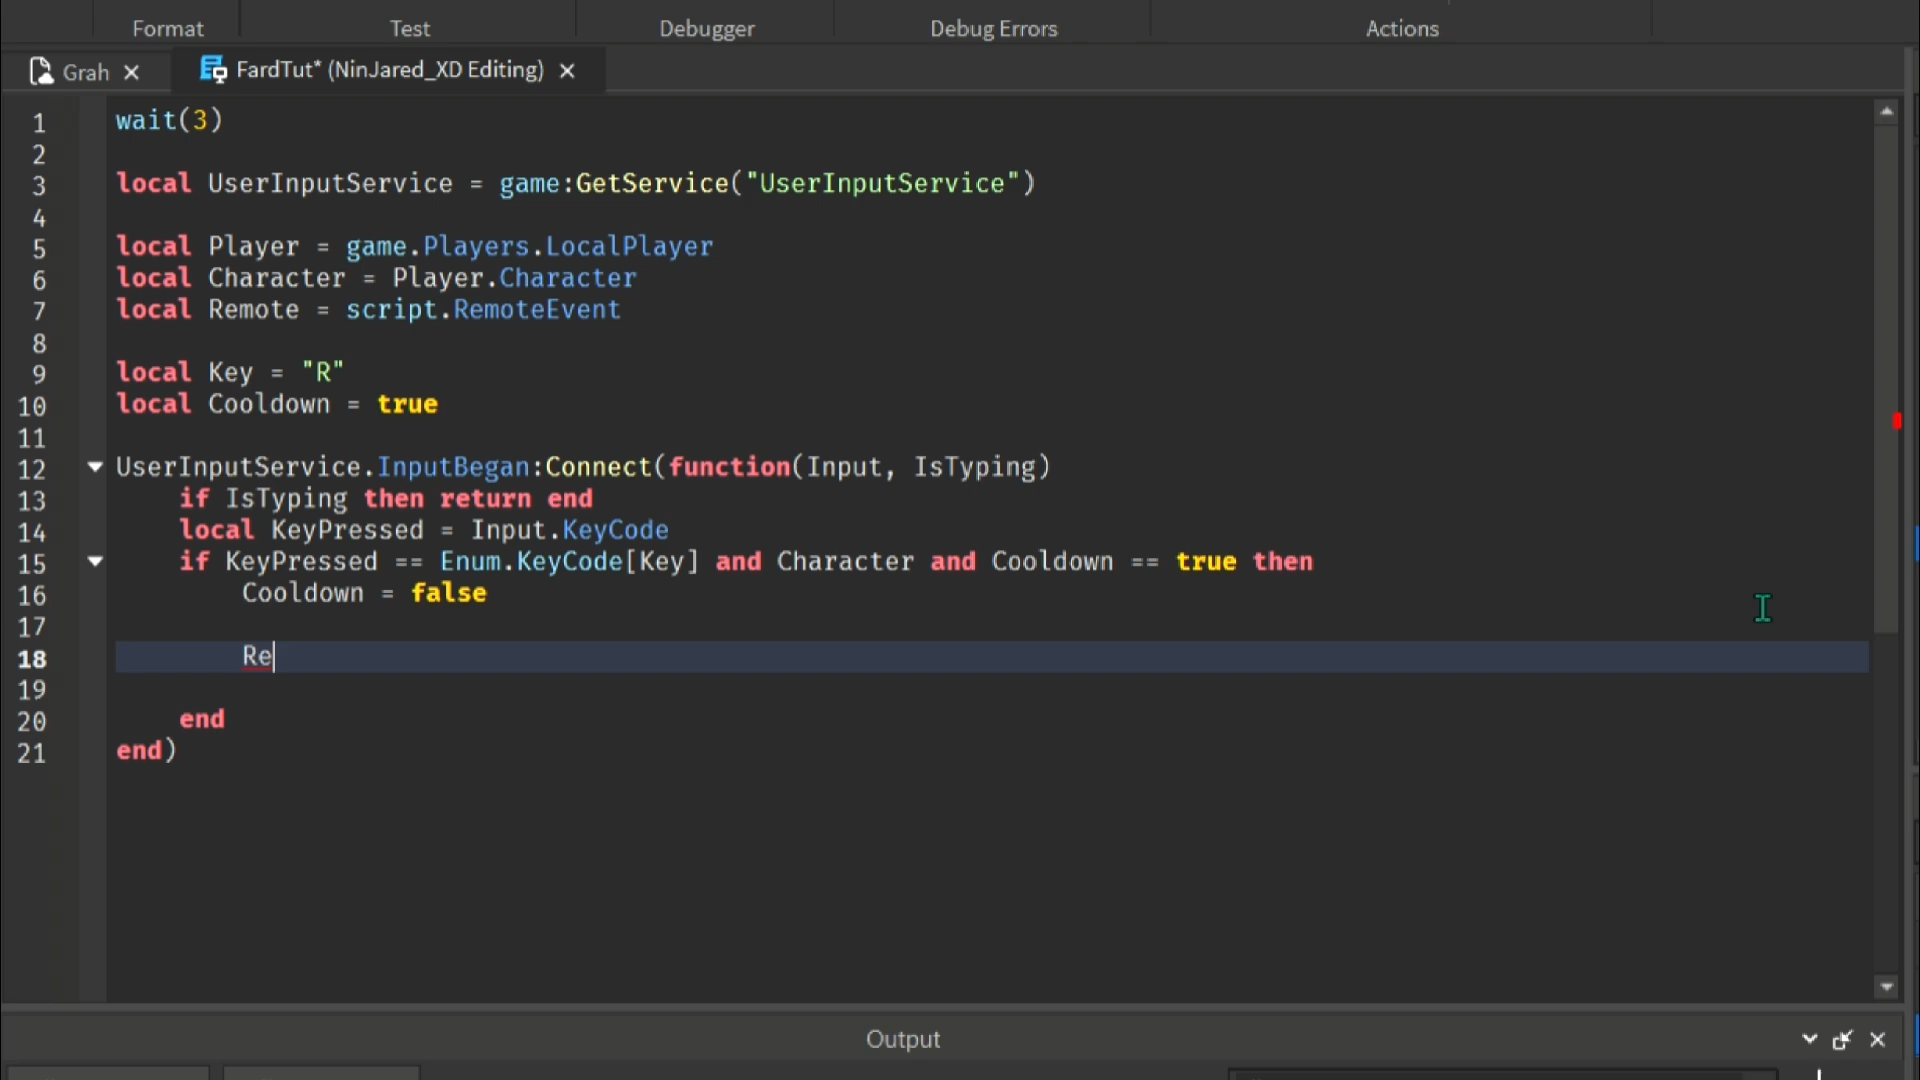 Format Test Debugger Debug Errors Actions
Grah FardTut* (NinJared_XD Editing)
1 wait(3)
2
3 local UserInputService = game:GetService("UserInputService")
4
5 local Player = game.Players.LocalPlayer
6 local Character = Player.Character
7 local Remote = script.RemoteEvent
8
9 local Key = "R"
10 local Cooldown = true
11
12 UserInputService.InputBegan:Connect(function(Input, IsTyping)
13 if IsTyping then return end
14 local KeyPressed = Input.KeyCode
15 if KeyPressed == Enum.KeyCode[Key] and Character and Cooldown == true then
16 Cooldown = false
17
18 Re
19
20 end
21 end)
Output